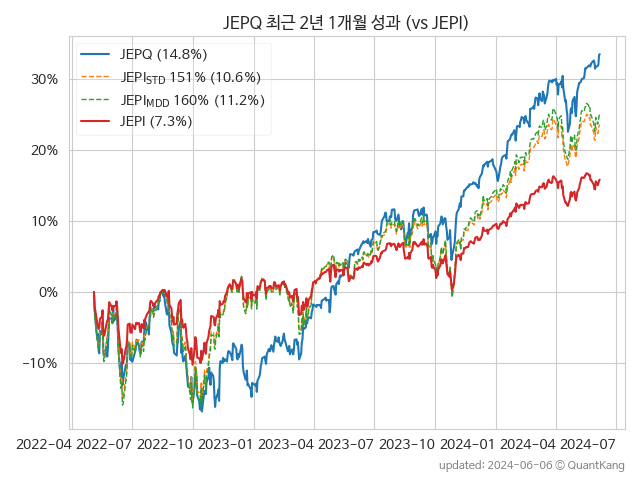 JEPQ 최근 2년 1개월 성과 (vs JEPI)
JEPQ (14.8%)
JEPI_STD 151% (10.6%)
JEPI_MDD 160% (11.2%)
JEPI (7.3%)
30%
20%
10%
0%
−10%
2022-04 2022-07 2022-10 2023-01 2023-04 2023-07 2023-10 2024-01 2024-04 2024-07
updated: 2024-06-06 © QuantKang